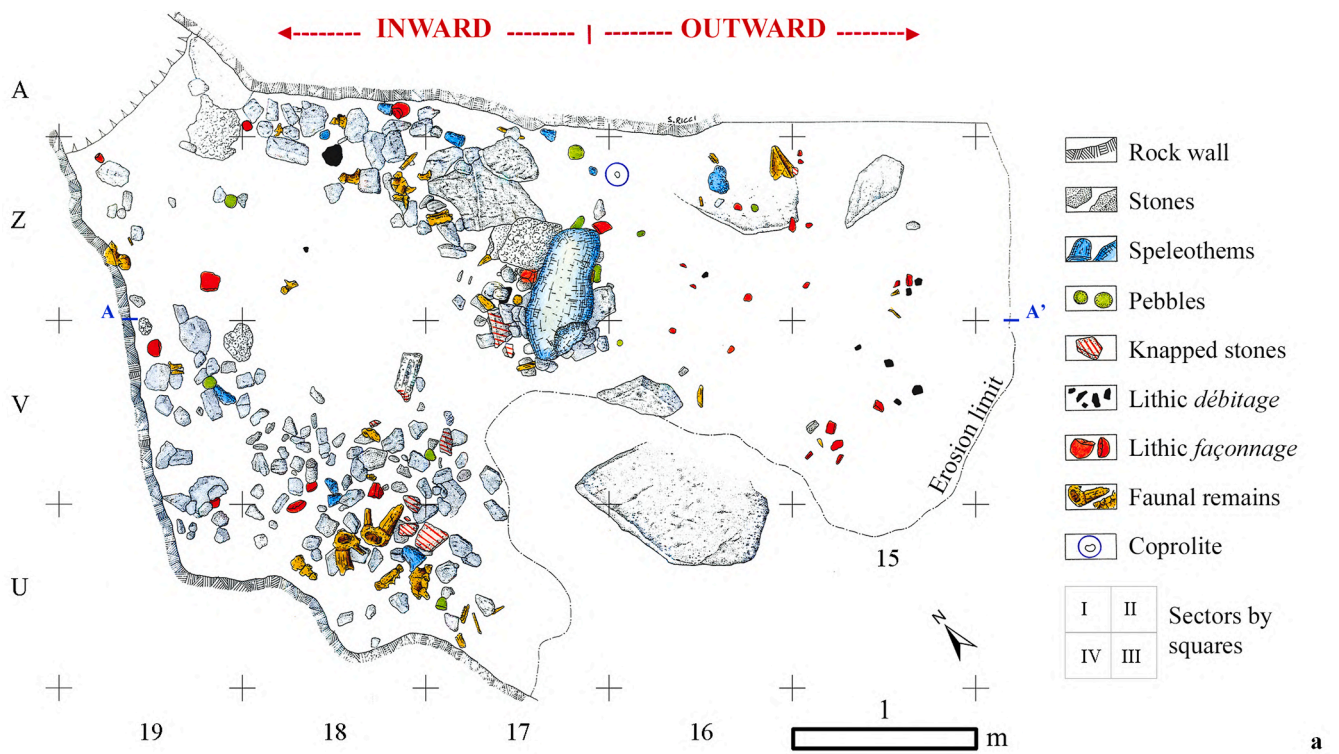 INWARD | OUTWARD
A
S. RICCI
Z
A
A’
V
U
Erosion limit
15
N
19
18
17
16
1
m
Rock wall
Stones
Speleothems
Pebbles
Knapped stones
Lithic débitage
Lithic façonnage
Faunal remains
Coprolite
I II
IV III
Sectors by
squares
a